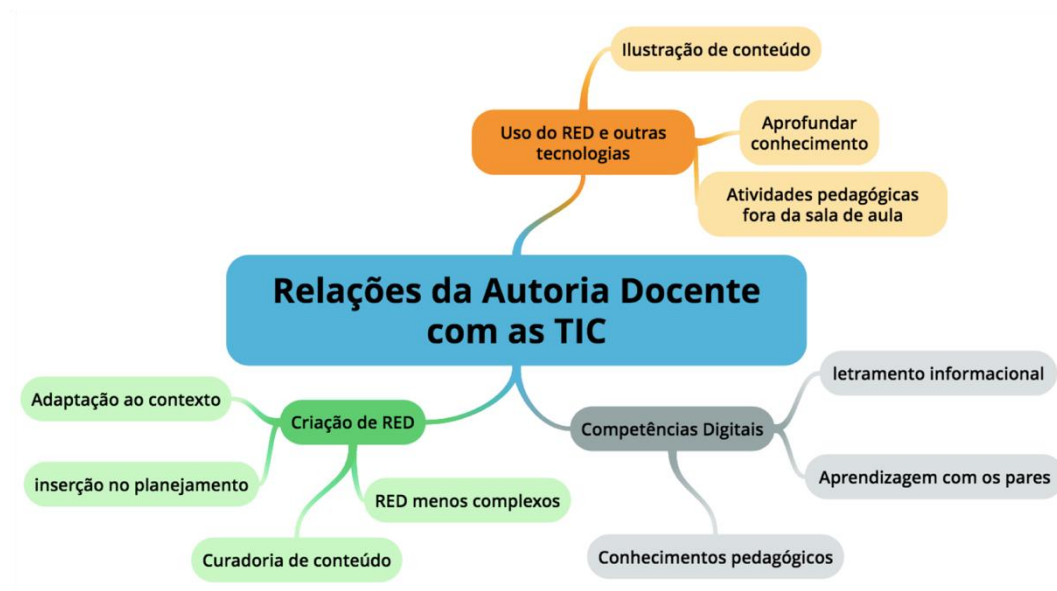 Ilustração de conteúdo
Uso do RED e outras
tecnologias
Aprofundar
conhecimento
Atividades pedagógicas
fora da sala de aula
Relações da Autoria Docente
com as TIC
Adaptação ao contexto
Criação de RED
inserção no planejamento
RED menos complexos
Curadoria de conteúdo
letramento informacional
Competências Digitais
Aprendizagem com os pares
Conhecimentos pedagógicos